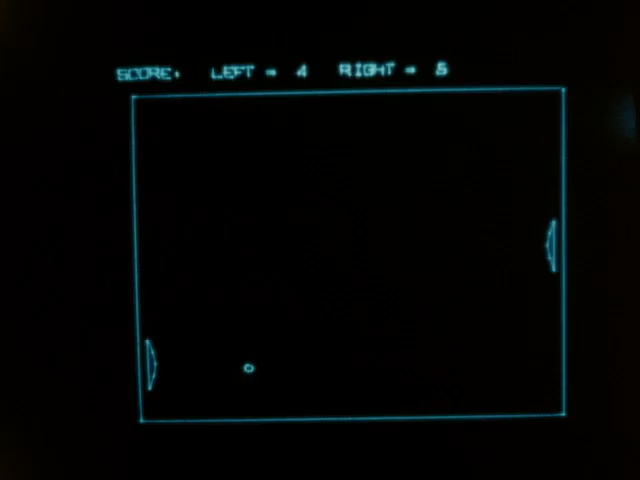 SCORE: LEFT = 4 RIGHT = 5